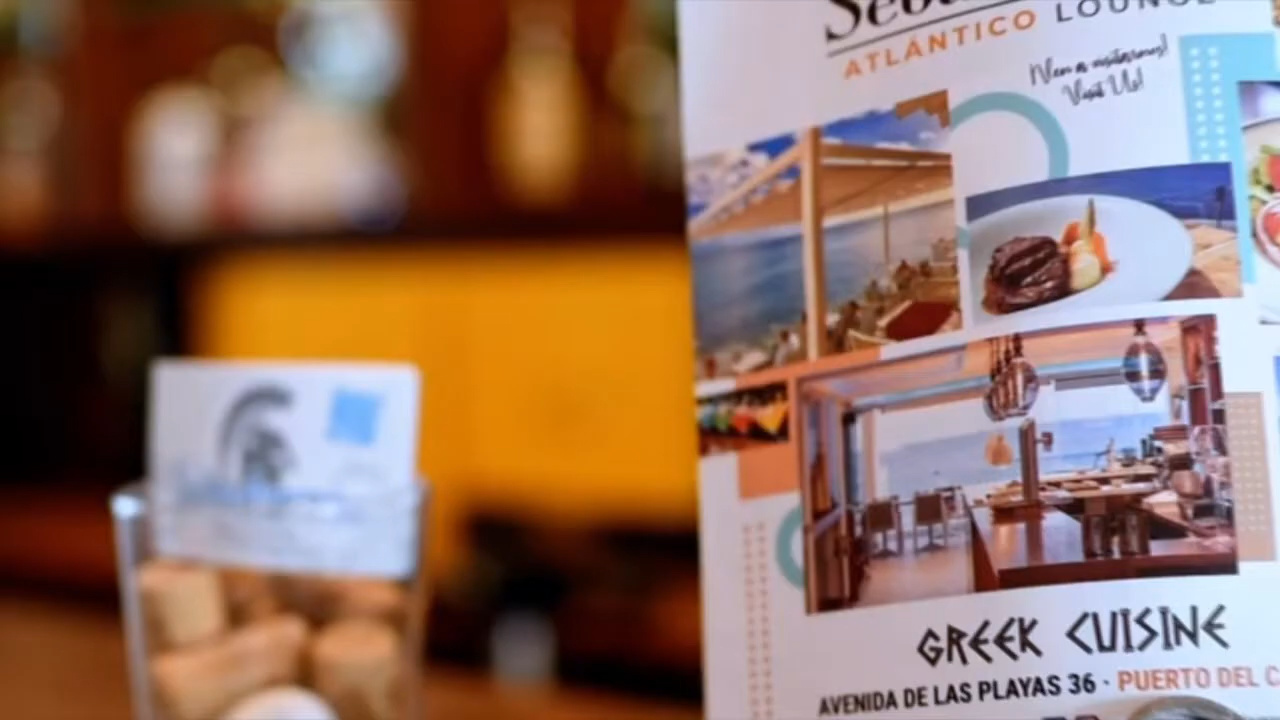 ATLÁNTICO LOUNGE
¡Ven a visitarnos!
Visit Us!
GREEK CUISINE
AVENIDA DE LAS PLAYAS 36 · PUERTO DEL